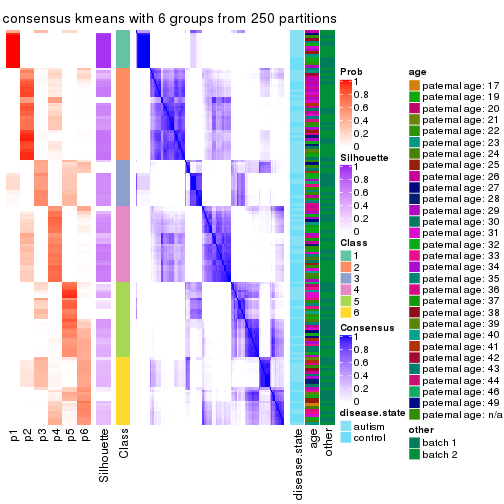 consensus kmeans with 6 groups from 250 partitions
Prob
1
0.8
0.6
0.4
0.2
0
Silhouette
1
0.8
0.6
0.4
0.2
0
Class
1
2
3
4
5
6
Consensus
1
0.8
0.6
0.4
0.2
0
disease.state
autism
control
age
paternal age: 17
paternal age: 19
paternal age: 20
paternal age: 21
paternal age: 22
paternal age: 23
paternal age: 24
paternal age: 25
paternal age: 26
paternal age: 27
paternal age: 28
paternal age: 29
paternal age: 30
paternal age: 31
paternal age: 32
paternal age: 33
paternal age: 34
paternal age: 35
paternal age: 36
paternal age: 37
paternal age: 38
paternal age: 39
paternal age: 40
paternal age: 41
paternal age: 42
paternal age: 43
paternal age: 44
paternal age: 46
paternal age: 49
paternal age: n/a
other
batch 1
batch 2
p1
p2
p3
p4
p5
p6
Silhouette
Class
disease.state
age
other